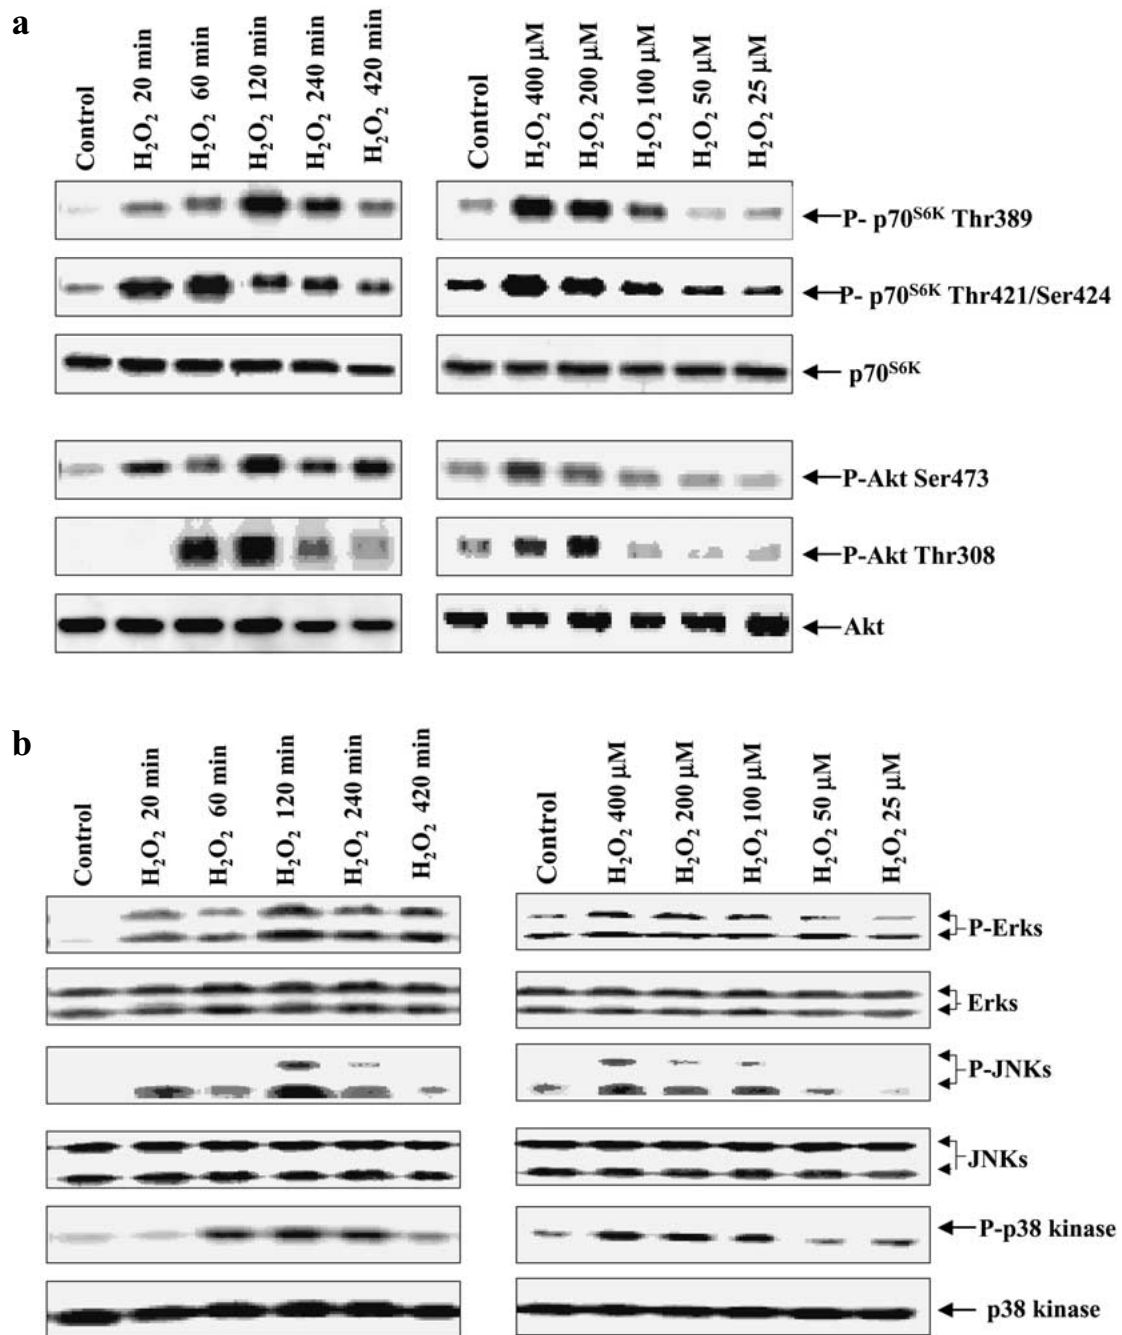 a
Control
H₂O₂ 20 min
H₂O₂ 60 min
H₂O₂ 120 min
H₂O₂ 240 min
H₂O₂ 420 min
Control
H₂O₂ 400 µM
H₂O₂ 200 µM
H₂O₂ 100 µM
H₂O₂ 50 µM
H₂O₂ 25 µM
P- p70S6K Thr389
P- p70S6K Thr421/Ser424
p70S6K
P-Akt Ser473
P-Akt Thr308
Akt
b
Control
H₂O₂ 20 min
H₂O₂ 60 min
H₂O₂ 120 min
H₂O₂ 240 min
H₂O₂ 420 min
Control
H₂O₂ 400 µM
H₂O₂ 200 µM
H₂O₂ 100 µM
H₂O₂ 50 µM
H₂O₂ 25 µM
P-Erks
Erks
P-JNKs
JNKs
P-p38 kinase
p38 kinase